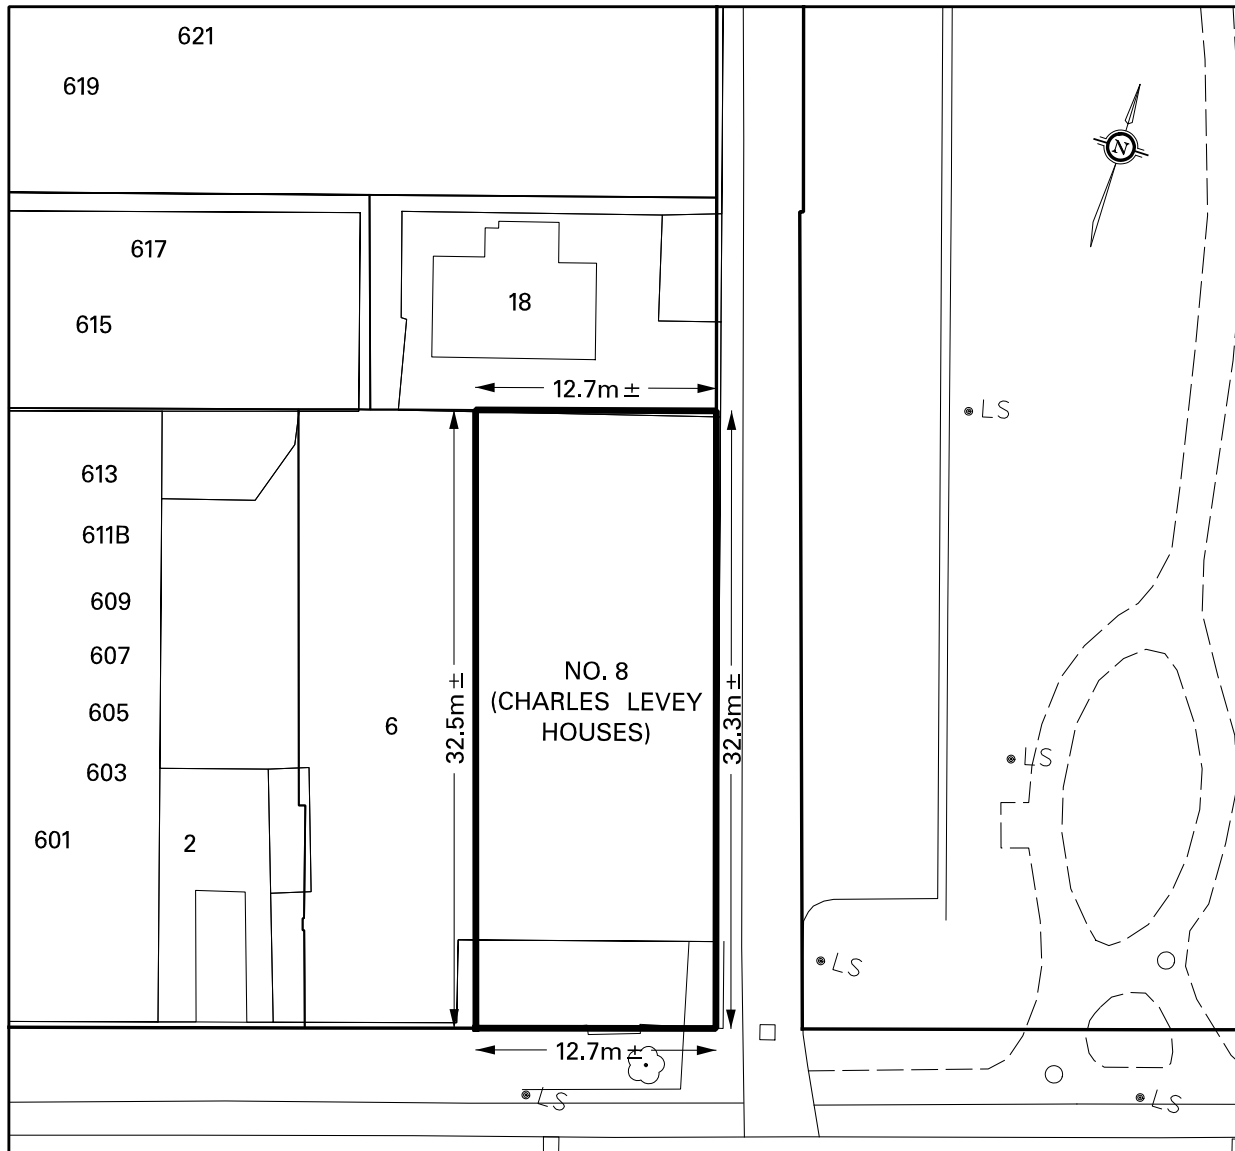 621
619
N
617
615
18
12.7m ±
LS
613
611B
609
607
605
603
601
2
6
32.5m ±
NO. 8
(CHARLES LEVEY
HOUSES)
32.3m ±
LS
LS
12.7m ±
LS
LS